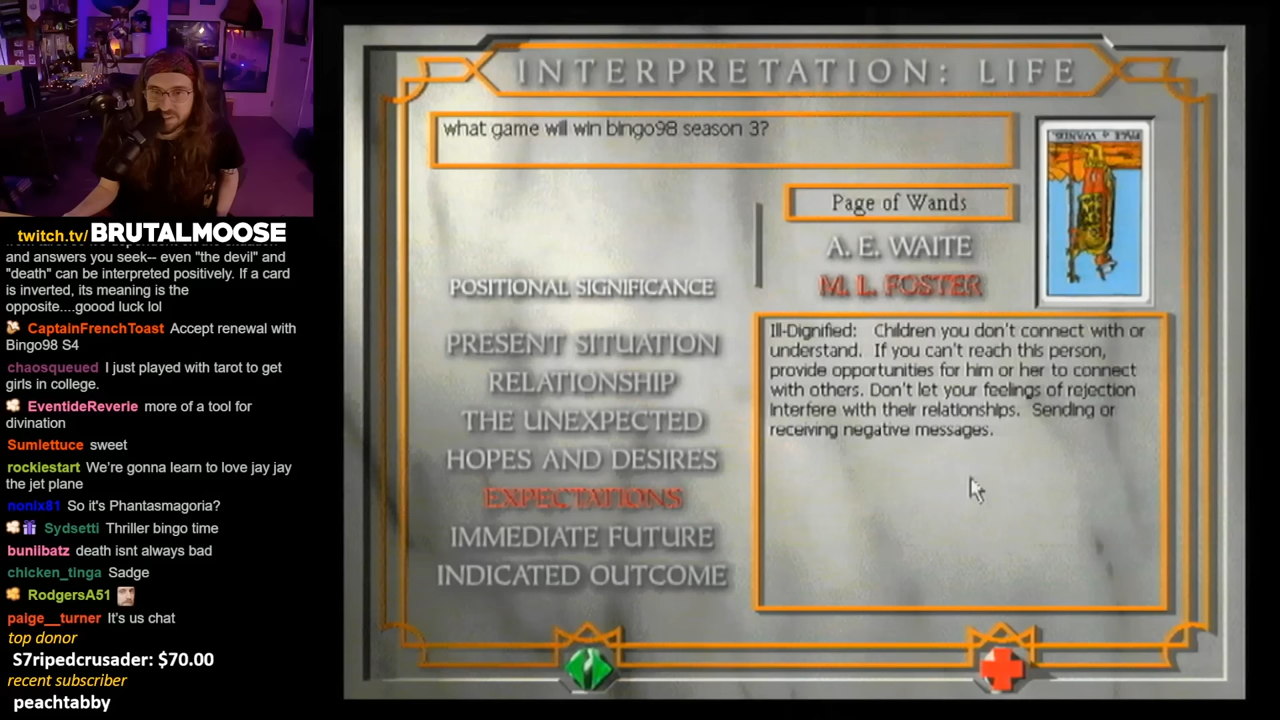 twitch.tv/BRUTALMOOSE
and answers you seek-- even "the devil" and
"death" can be interpreted positively. If a card
is inverted, its meaning is the
opposite....goood luck lol
CaptainFrenchToast Accept renewal with
Bingo98 S4
chaosqueued I just played with tarot to get
girls in college.
EventideReverie more of a tool for
divination
Sumlettuce sweet
rockiestart We're gonna learn to love jay jay
the jet plane
nonix81 So it's Phantasmagoria?
Sydsetti Thriller bingo time
buniibatz death isnt always bad
chicken_tinga Sadge
RodgersA51
paige__turner It's us chat
top donor
S7ripedcrusader: $70.00
recent subscriber
peachtabby
INTERPRETATION: LIFE
what game will win bingo98 season 3?
PAGE of WANDS
Page of Wands
A. E. WAITE
M. L. FOSTER
POSITIONAL SIGNIFICANCE
PRESENT SITUATION
RELATIONSHIP
THE UNEXPECTED
HOPES AND DESIRES
EXPECTATIONS
IMMEDIATE FUTURE
INDICATED OUTCOME
Ill-Dignified: Children you don't connect with or
understand. If you can't reach this person,
provide opportunities for him or her to connect
with others. Don't let your feelings of rejection
interfere with their relationships. Sending or
receiving negative messages.